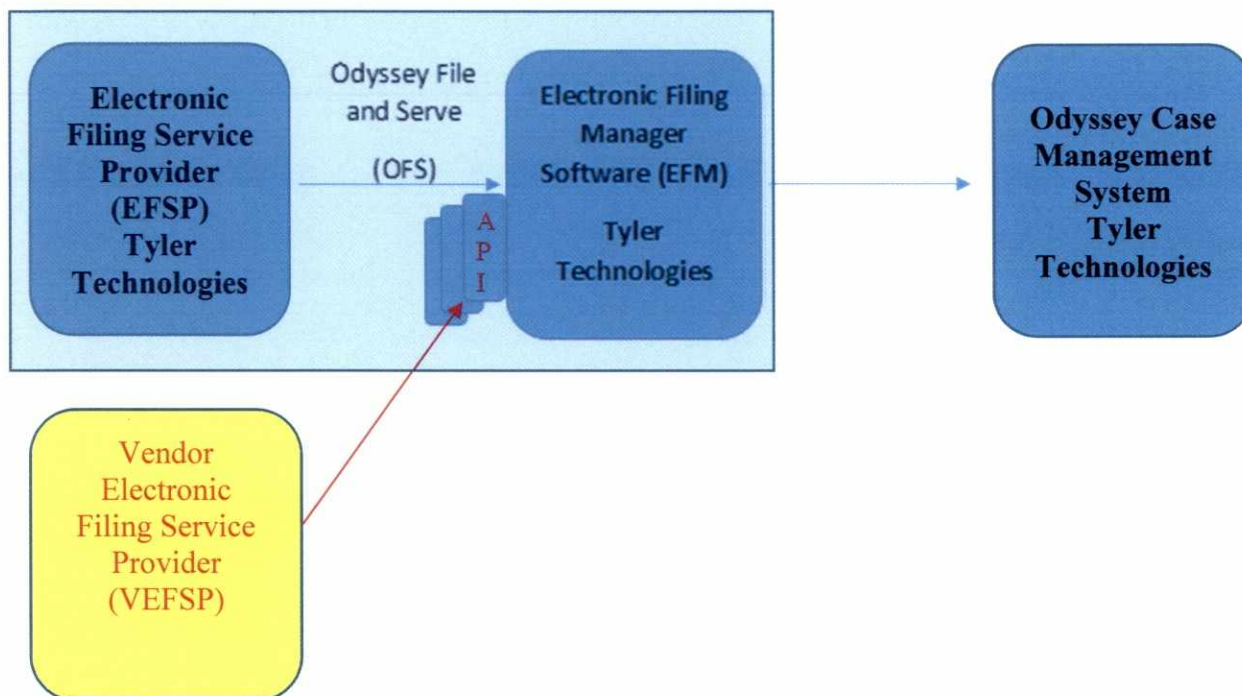 Electronic
Filing Service
Provider
(EFSP)
Tyler
Technologies
Odyssey File
and Serve
(OFS)
A
P
I
Electronic Filing
Manager
Software (EFM)
Tyler
Technologies
Odyssey Case
Management
System
Tyler
Technologies
Vendor
Electronic
Filing Service
Provider
(VEFSP)